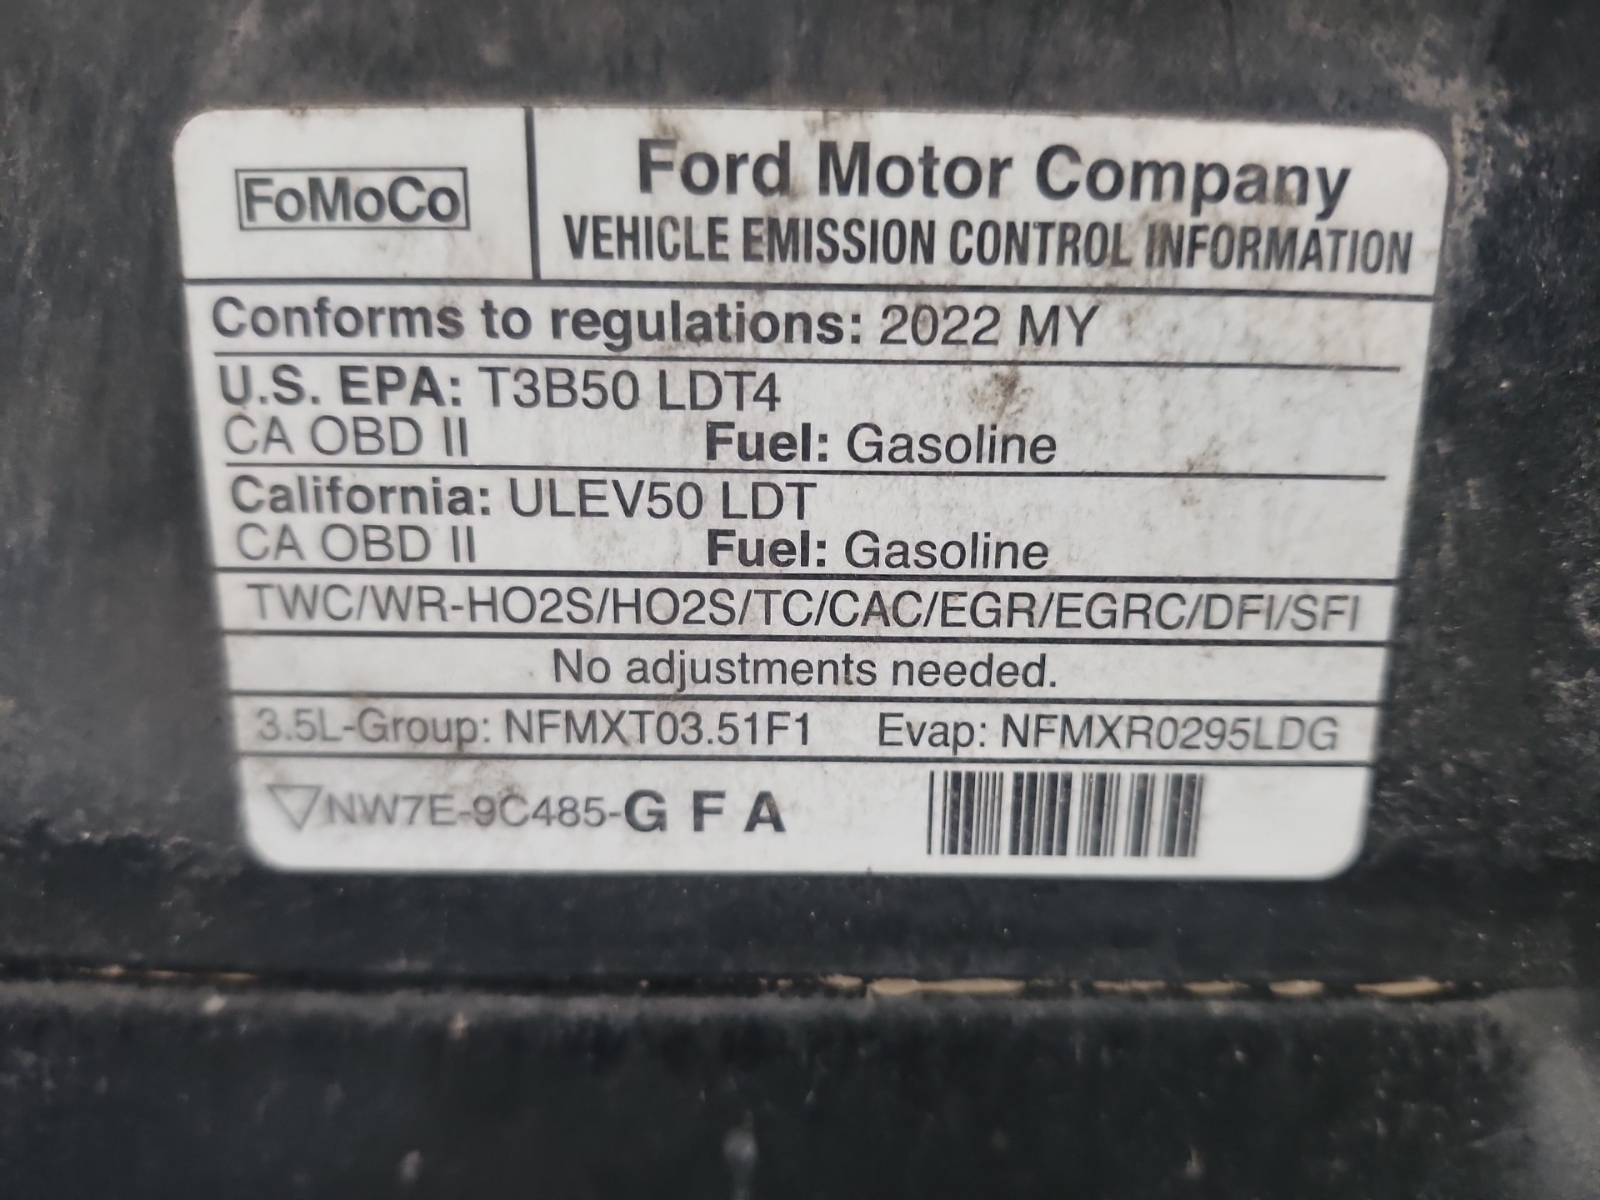 FoMoCo
Ford Motor Company
VEHICLE EMISSION CONTROL INFORMATION
Conforms to regulations: 2022 MY
U.S. EPA: T3B50 LDT4
CA OBD II Fuel: Gasoline
California: ULEV50 LDT
CA OBD II Fuel: Gasoline
TWC/WR-HO2S/HO2S/TC/CAC/EGR/EGRC/DFI/SFI
No adjustments needed.
3.5L-Group: NFMXT03.51F1 Evap: NFMXR0295LDG
NW7E-9C485-G F A